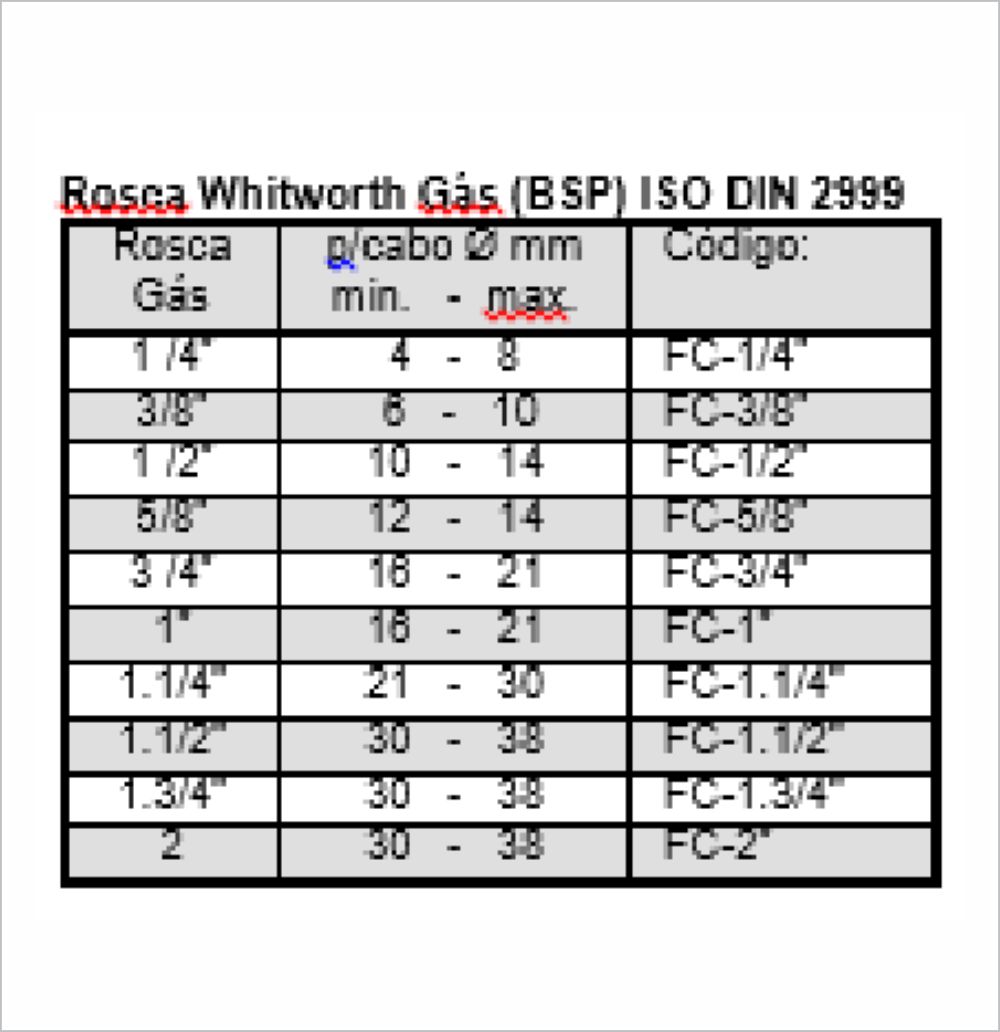 Rosca Whitworth Gás (BSP) ISO DIN 2999
Rosca Gás p/cabo Ø mm min. - max. Código:
1 /4" 4 - 8 FC-1/4"
3/8" 6 - 10 FC-3/8"
1 /2" 10 - 14 FC-1/2"
5/8" 12 - 14 FC-5/8"
3 /4" 16 - 21 FC-3/4"
1" 16 - 21 FC-1"
1.1/4" 21 - 30 FC-1.1/4"
1.1/2" 30 - 38 FC-1.1/2"
1.3/4" 30 - 38 FC-1.3/4"
2 30 - 38 FC-2"